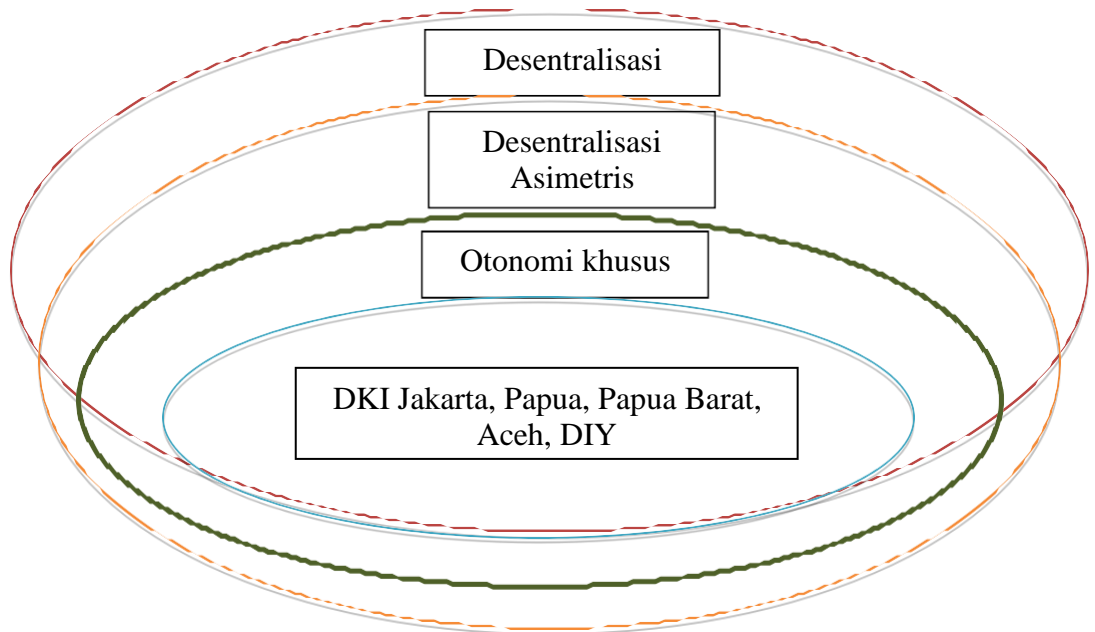 Desentralisasi
Desentralisasi
Asimetris
Otonomi khusus
DKI Jakarta, Papua, Papua Barat,
Aceh, DIY